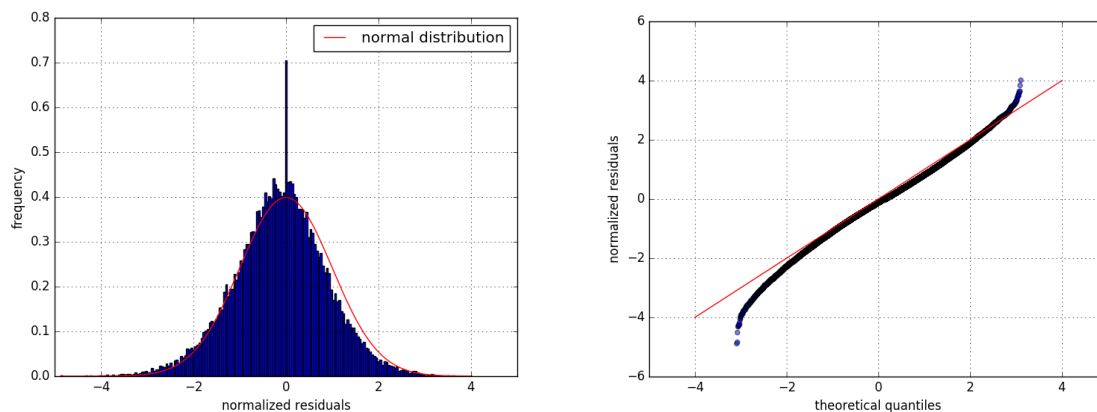 0.8
0.7
0.6
0.5
0.4
0.3
0.2
0.1
0.0
frequency
normal distribution
−4 −2 0 2 4
normalized residuals
6
4
2
0
−2
−4
−6
normalized residuals
−4 −2 0 2 4
theoretical quantiles